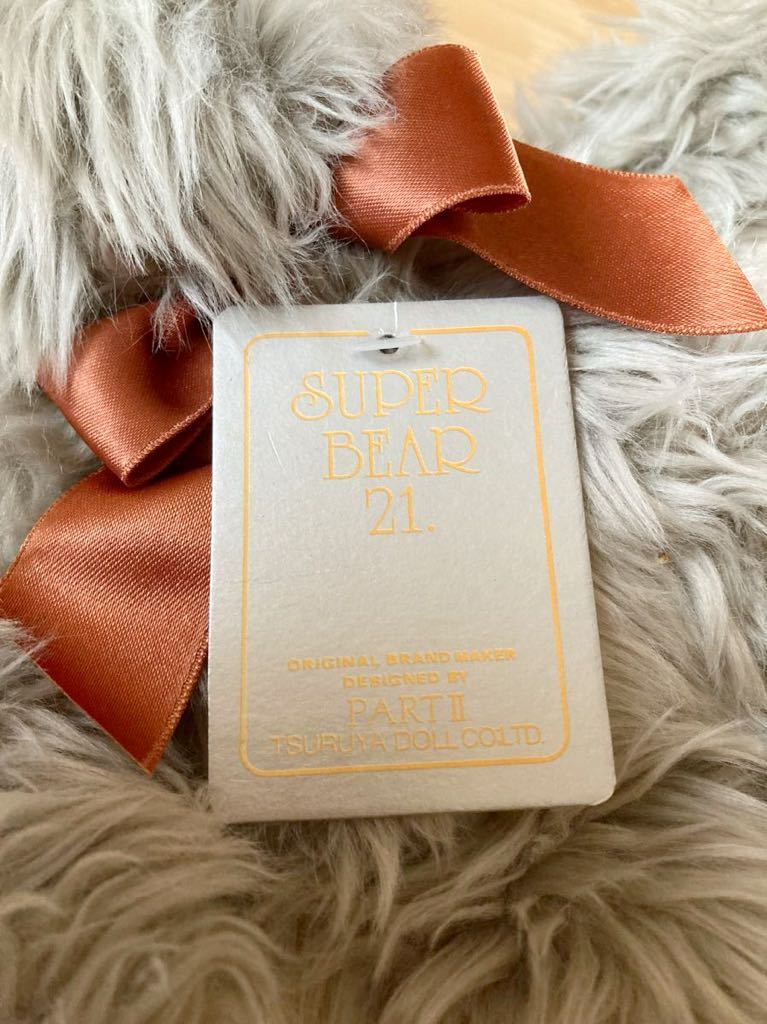 SUPER
BEAR
21.
ORIGINAL BRAND MAKER
DESIGNED BY
PART II
TSURUYA DOLL CO.LTD.